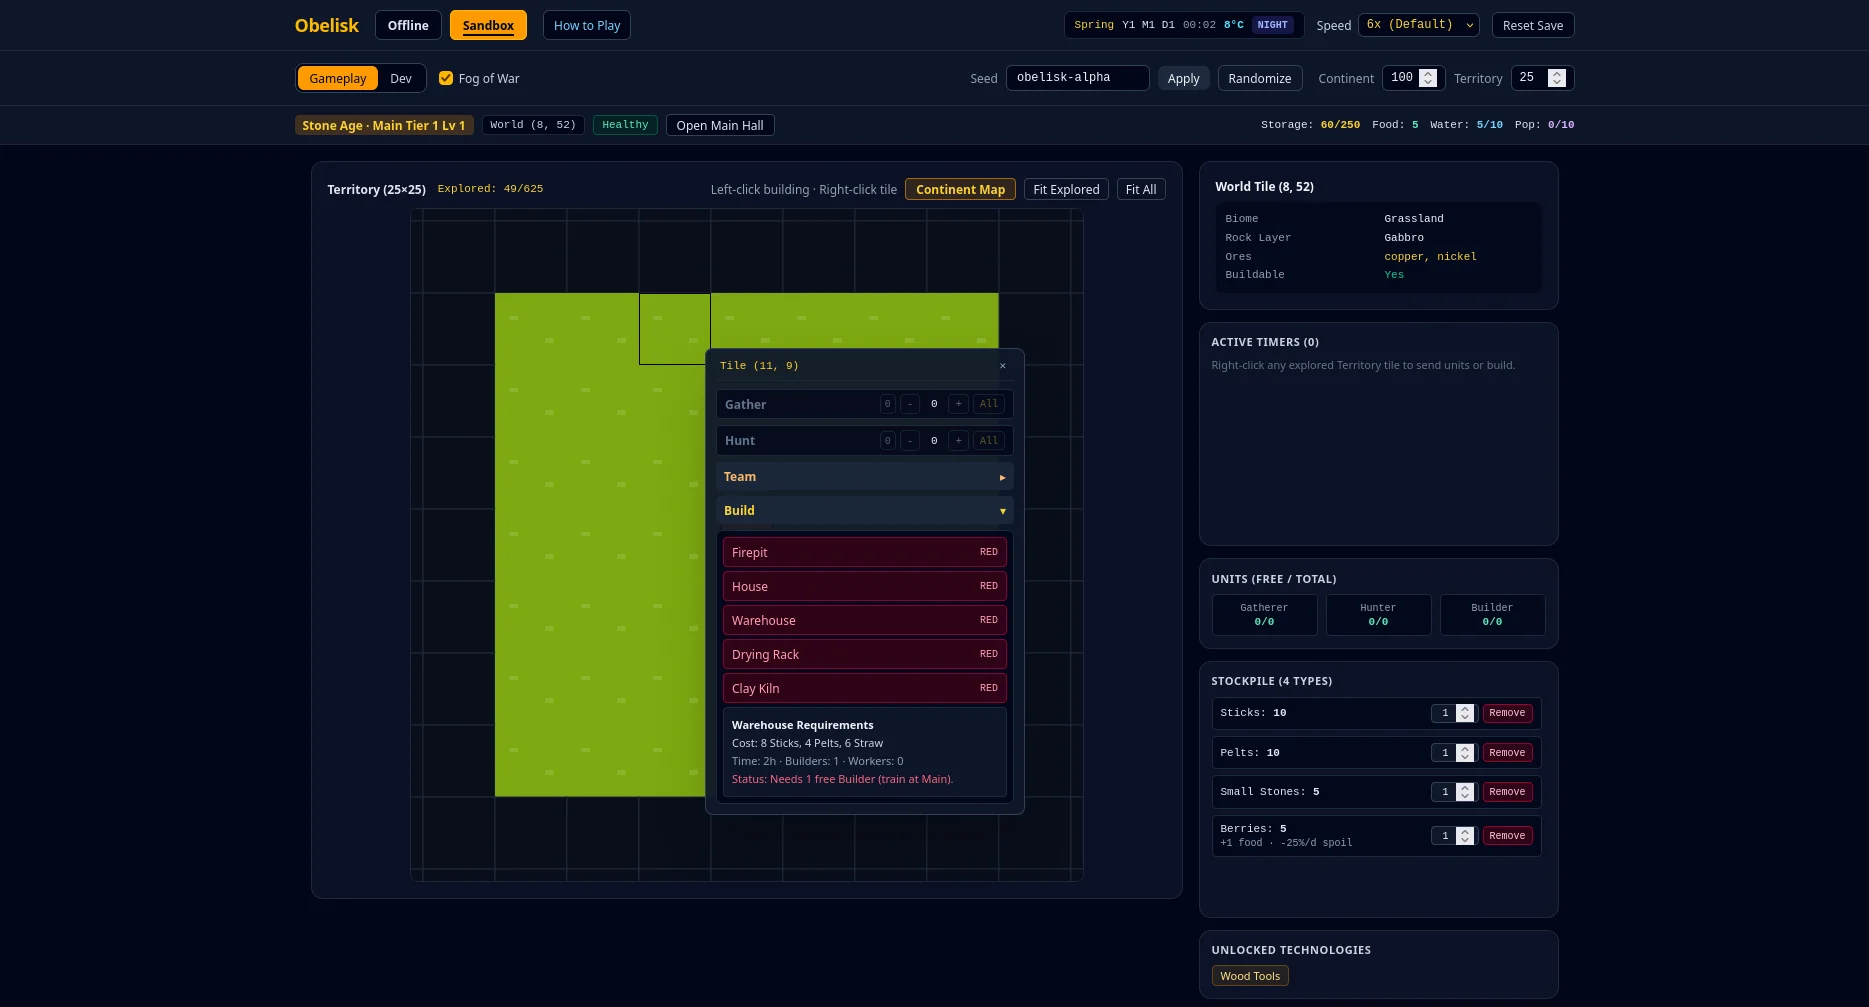 Obelisk Offline Sandbox How to Play Spring Y1 M1 D1 00:02 8°C NIGHT Speed 6x (Default) Reset Save
Gameplay Dev Fog of War Seed obelisk-alpha Apply Randomize Continent 100 Territory 25
Stone Age · Main Tier 1 Lv 1 World (8, 52) Healthy Open Main Hall Storage: 60/250 Food: 5 Water: 5/10 Pop: 0/10
Territory (25×25) Explored: 49/625 Left-click building · Right-click tile Continent Map Fit Explored Fit All
Tile (11, 9) ×
Gather 0 - 0 + All
Hunt 0 - 0 + All
Team ▸
Build ▾
Firepit RED
House RED
Warehouse RED
Drying Rack RED
Clay Kiln RED
Warehouse Requirements
Cost: 8 Sticks, 4 Pelts, 6 Straw
Time: 2h · Builders: 1 · Workers: 0
Status: Needs 1 free Builder (train at Main).
World Tile (8, 52)
Biome Grassland
Rock Layer Gabbro
Ores copper, nickel
Buildable Yes
ACTIVE TIMERS (0)
Right-click any explored Territory tile to send units or build.
UNITS (FREE / TOTAL)
Gatherer Hunter Builder
0/0 0/0 0/0
STOCKPILE (4 TYPES)
Sticks: 10 1 Remove
Pelts: 10 1 Remove
Small Stones: 5 1 Remove
Berries: 5 1 Remove
+1 food · -25%/d spoil
UNLOCKED TECHNOLOGIES
Wood Tools